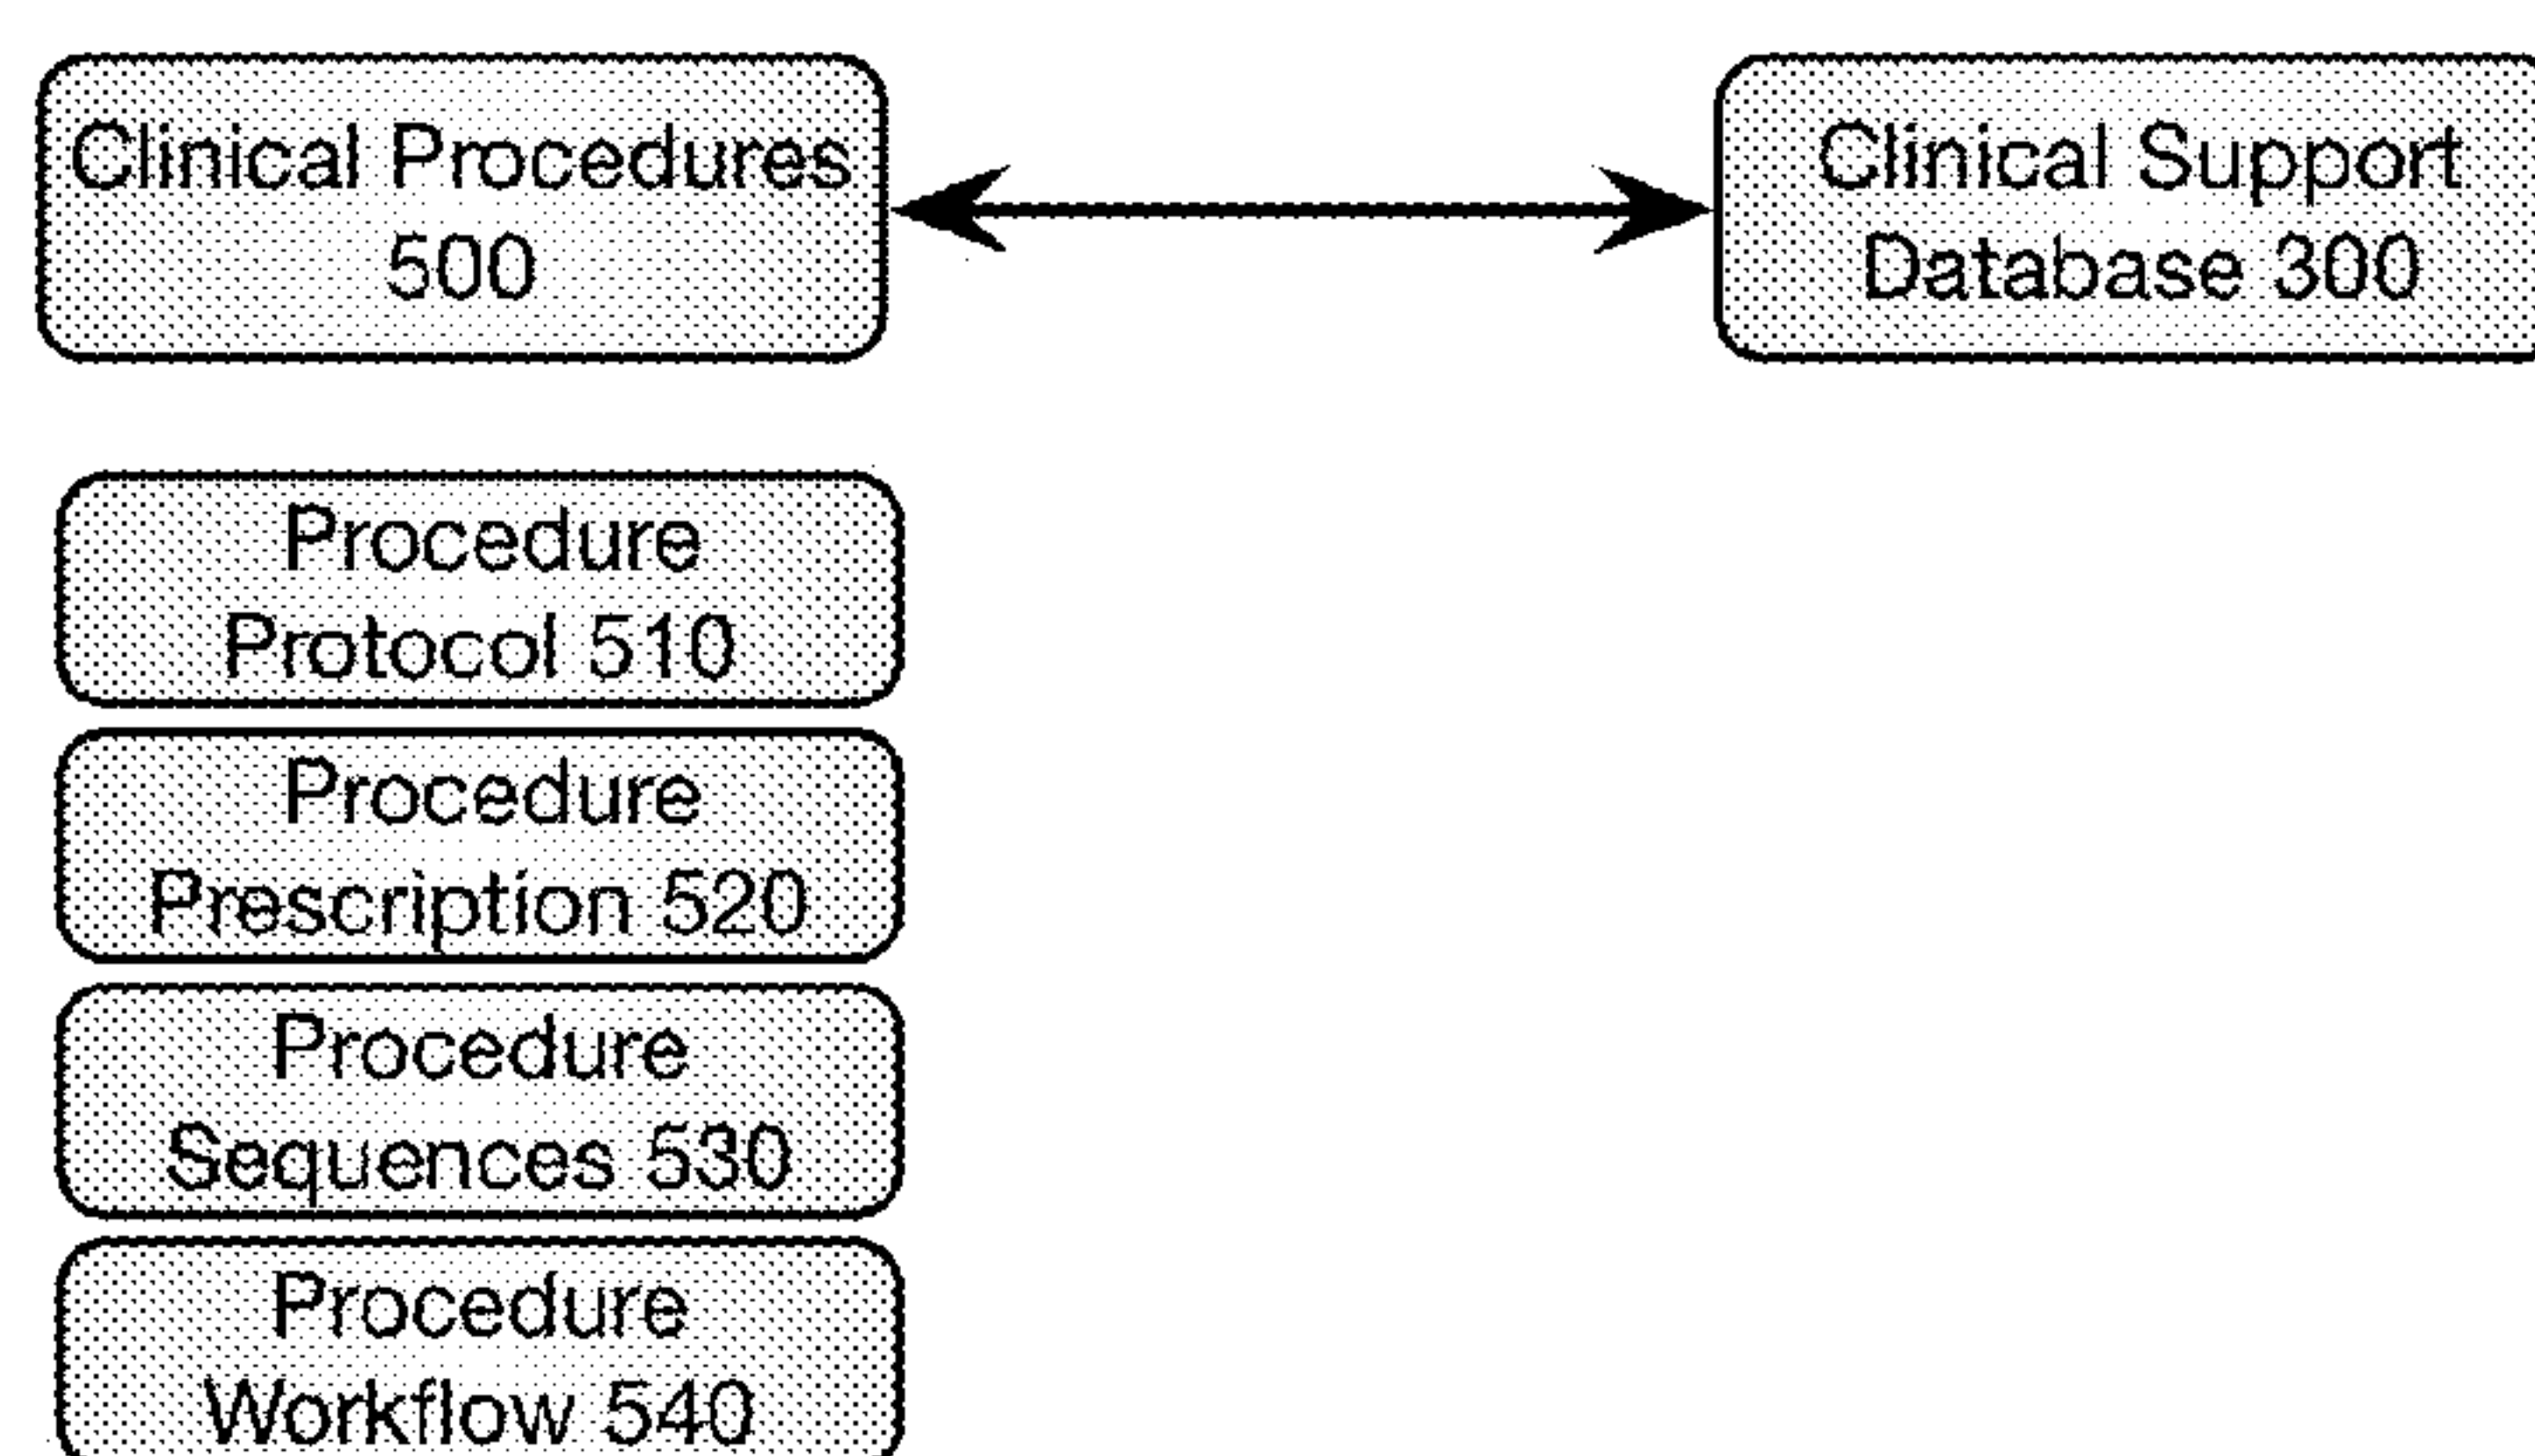 Clinical Procedures
500
Clinical Support
Database 300
Procedure
Protocol 510
Procedure
Prescription 520
Procedure
Sequences 530
Procedure
Workflow 540